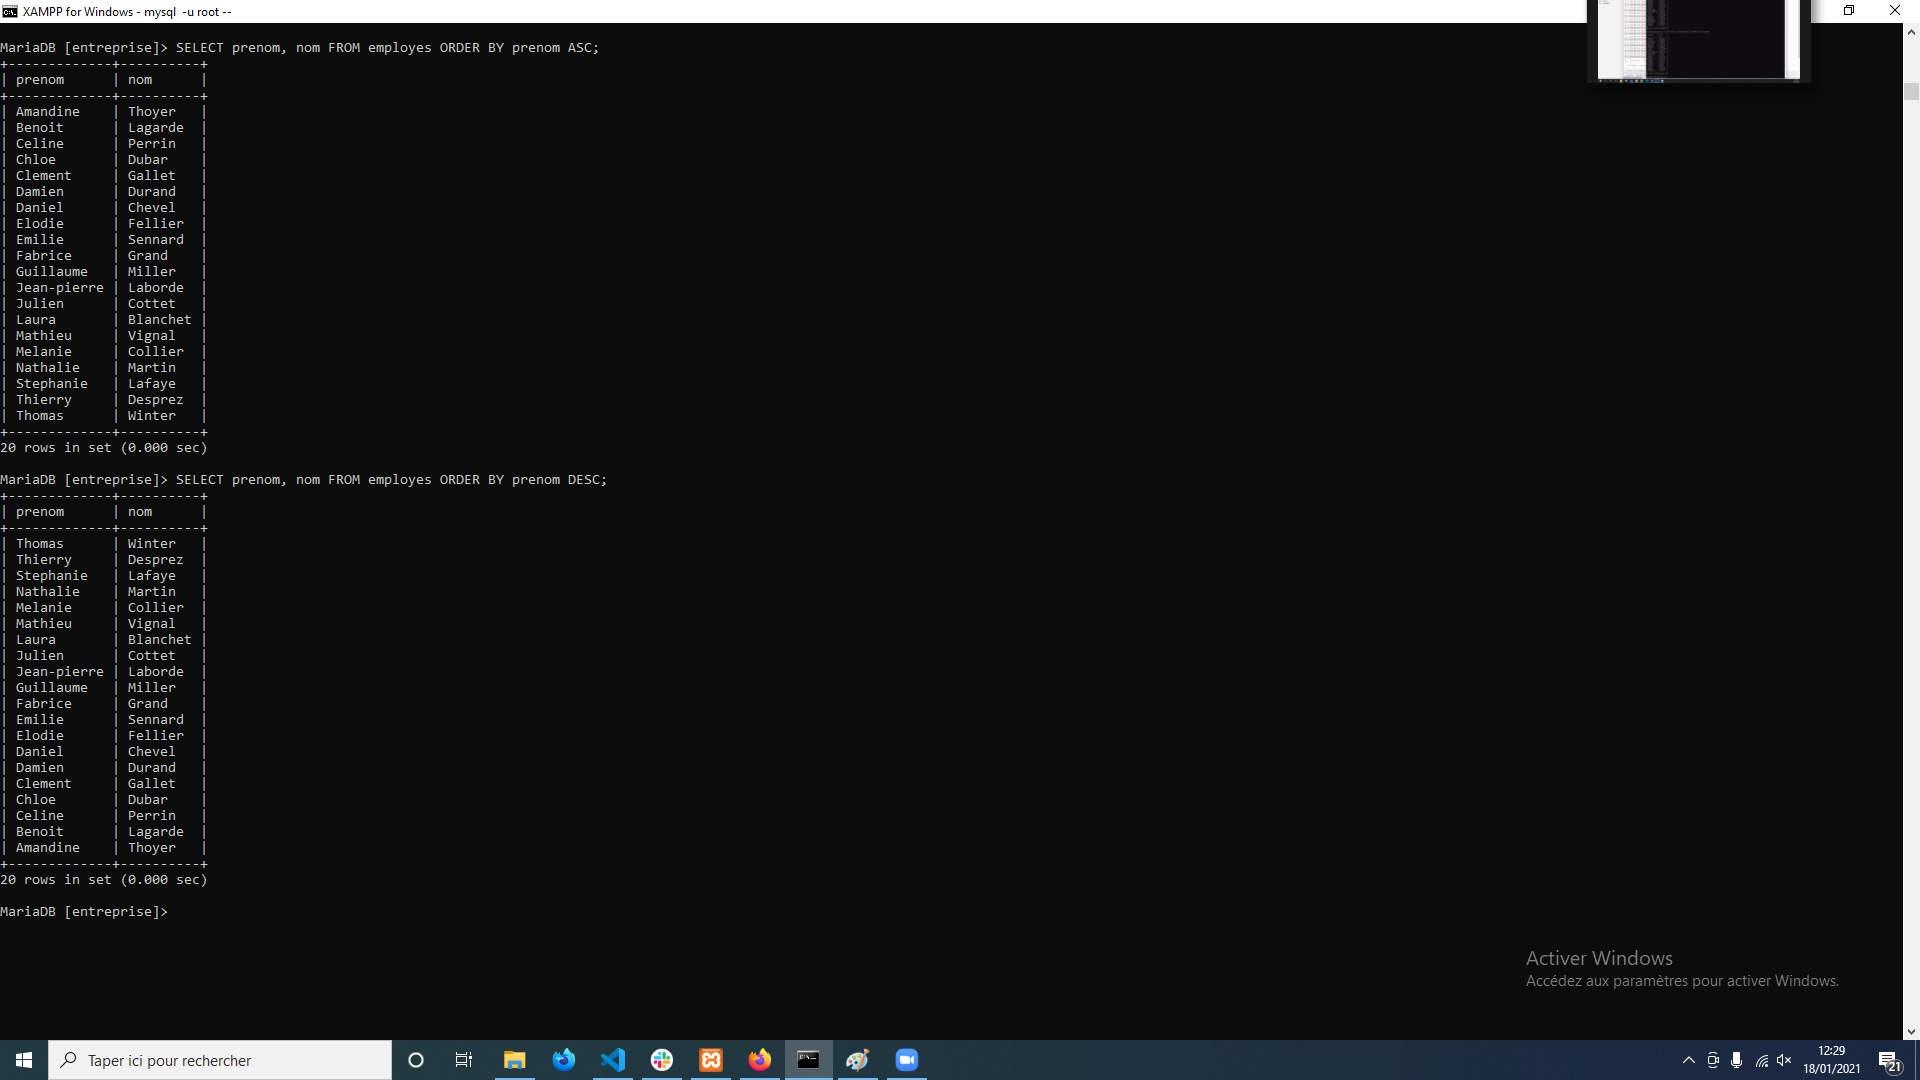 XAMPP for Windows - mysql  -u root --
MariaDB [entreprise]> SELECT prenom, nom FROM employes ORDER BY prenom ASC;
+-------------+----------+
| prenom      | nom      |
+-------------+----------+
| Amandine    | Thoyer   |
| Benoit      | Lagarde  |
| Celine      | Perrin   |
| Chloe       | Dubar    |
| Clement     | Gallet   |
| Damien      | Durand   |
| Daniel      | Chevel   |
| Elodie      | Fellier  |
| Emilie      | Sennard  |
| Fabrice     | Grand    |
| Guillaume   | Miller   |
| Jean-pierre | Laborde  |
| Julien      | Cottet   |
| Laura       | Blanchet |
| Mathieu     | Vignal   |
| Melanie     | Collier  |
| Nathalie    | Martin   |
| Stephanie   | Lafaye   |
| Thierry     | Desprez  |
| Thomas      | Winter   |
+-------------+----------+
20 rows in set (0.000 sec)
MariaDB [entreprise]> SELECT prenom, nom FROM employes ORDER BY prenom DESC;
+-------------+----------+
| prenom      | nom      |
+-------------+----------+
| Thomas      | Winter   |
| Thierry     | Desprez  |
| Stephanie   | Lafaye   |
| Nathalie    | Martin   |
| Melanie     | Collier  |
| Mathieu     | Vignal   |
| Laura       | Blanchet |
| Julien      | Cottet   |
| Jean-pierre | Laborde  |
| Guillaume   | Miller   |
| Fabrice     | Grand    |
| Emilie      | Sennard  |
| Elodie      | Fellier  |
| Daniel      | Chevel   |
| Damien      | Durand   |
| Clement     | Gallet   |
| Chloe       | Dubar    |
| Celine      | Perrin   |
| Benoit      | Lagarde  |
| Amandine    | Thoyer   |
+-------------+----------+
20 rows in set (0.000 sec)
MariaDB [entreprise]>
Activer Windows
Accédez aux paramètres pour activer Windows.
Taper ici pour rechercher
12:29
18/01/2021
21